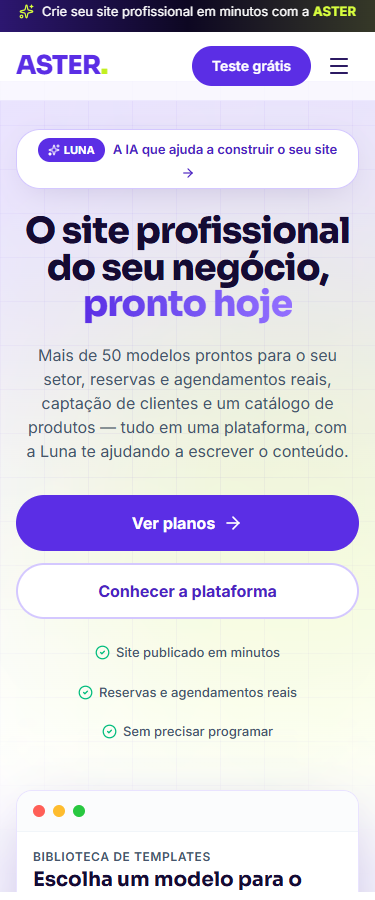 Crie seu site profissional em minutos com a ASTER
ASTER.
Teste grátis
LUNA A IA que ajuda a construir o seu site
→
O site profissional
do seu negócio,
pronto hoje
Mais de 50 modelos prontos para o seu
setor, reservas e agendamentos reais,
captação de clientes e um catálogo de
produtos — tudo em uma plataforma, com
a Luna te ajudando a escrever o conteúdo.
Ver planos →
Conhecer a plataforma
Site publicado em minutos
Reservas e agendamentos reais
Sem precisar programar
BIBLIOTECA DE TEMPLATES
Escolha um modelo para o